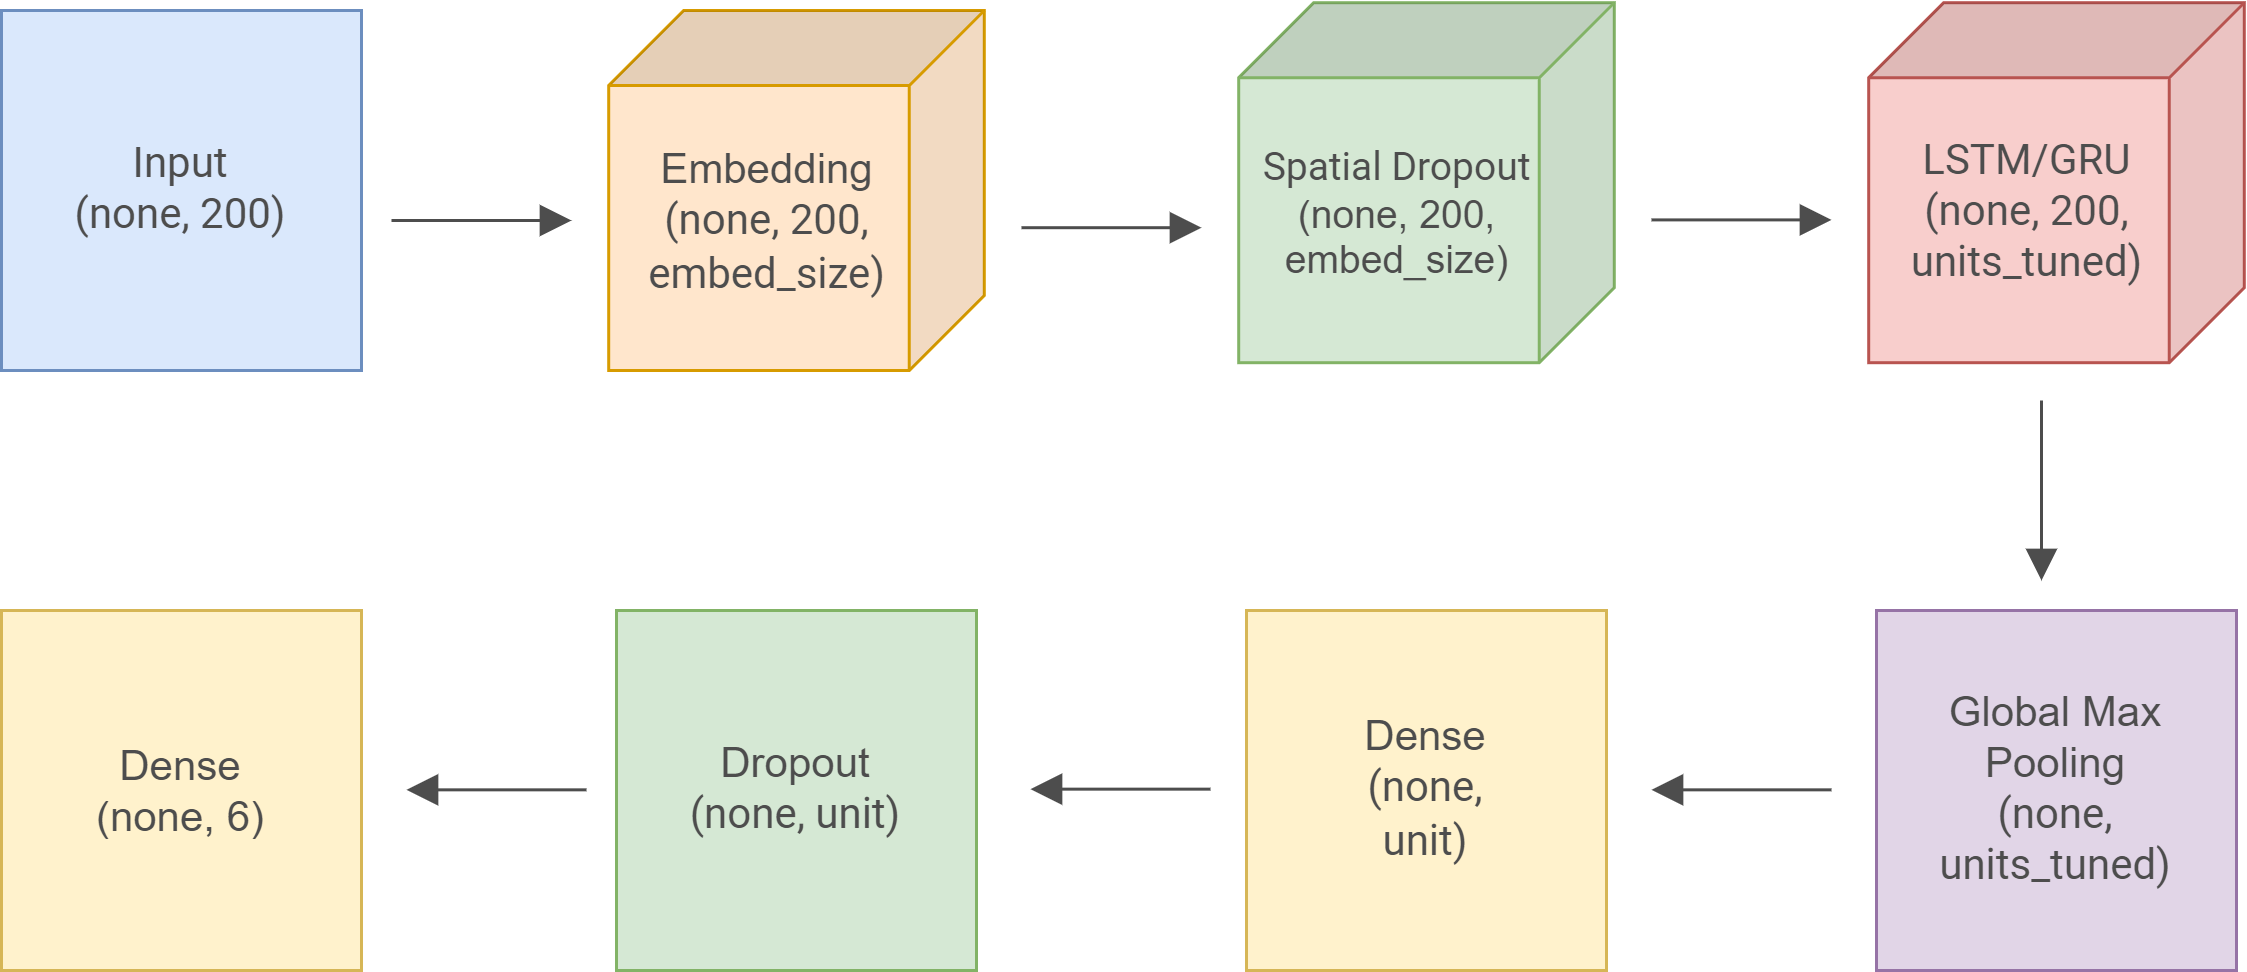 Input
(none, 200)
Embedding
(none, 200,
embed_size)
Spatial Dropout
(none, 200,
embed_size)
LSTM/GRU
(none, 200,
units_tuned)
Global Max
Pooling
(none,
units_tuned)
Dense
(none,
unit)
Dropout
(none, unit)
Dense
(none, 6)